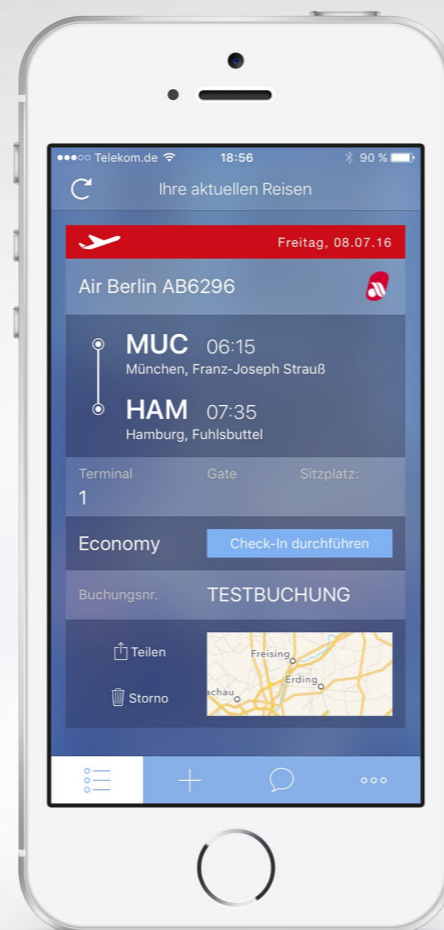 Telekom.de 18:56 90 %
Ihre aktuellen Reisen
Freitag, 08.07.16
Air Berlin AB6296
MUC 06:15
München, Franz-Joseph Strauß
HAM 07:35
Hamburg, Fuhlsbuttel
Terminal Gate Sitzplatz:
1
Economy Check-In durchführen
Buchungsnr. TESTBUCHUNG
Teilen
Storno
Freising
Erding
achau